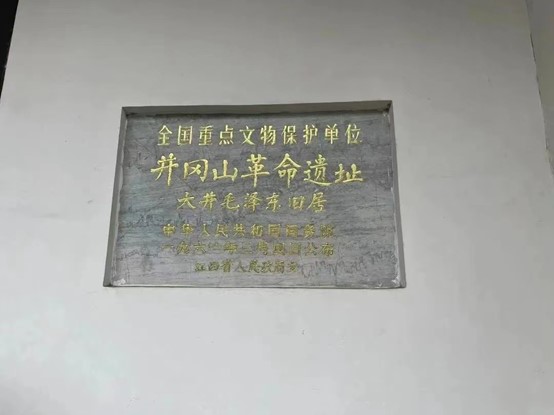 全国重点文物保护单位
井冈山革命遗址
大井毛泽东旧居
中华人民共和国国务院
一九六一年三月四日公布
江西省人民政府立